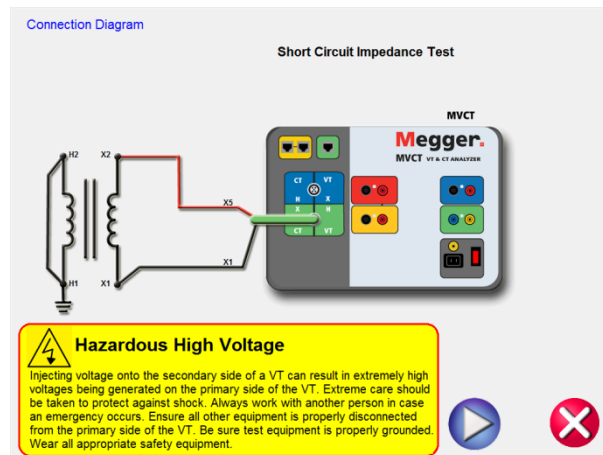 Connection Diagram
Short Circuit Impedance Test
MVCT
Megger.
MVCT VT & CT ANALYZER
CT VT
H X
X H
CT VT
H2 X2
X5
X1
H1 X1
Hazardous High Voltage
Injecting voltage onto the secondary side of a VT can result in extremely high
voltages being generated on the primary side of the VT. Extreme care should
be taken to protect against shock. Always work with another person in case
an emergency occurs. Ensure all other equipment is properly disconnected
from the primary side of the VT. Be sure test equipment is properly grounded.
Wear all appropriate safety equipment.